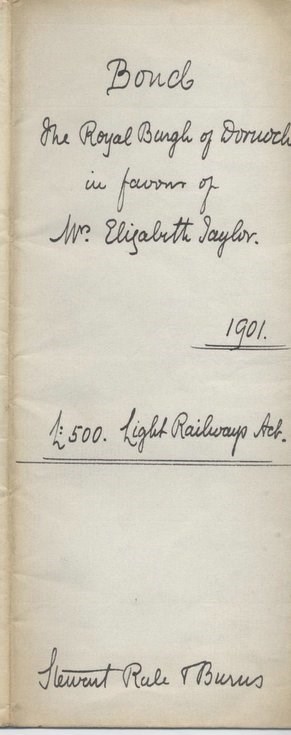 Bond
The Royal Burgh of Dornoch
in favour of
Mrs. Elizabeth Taylor.
1901.
£500. Light Railways Act.
Stewart Rule & Burns